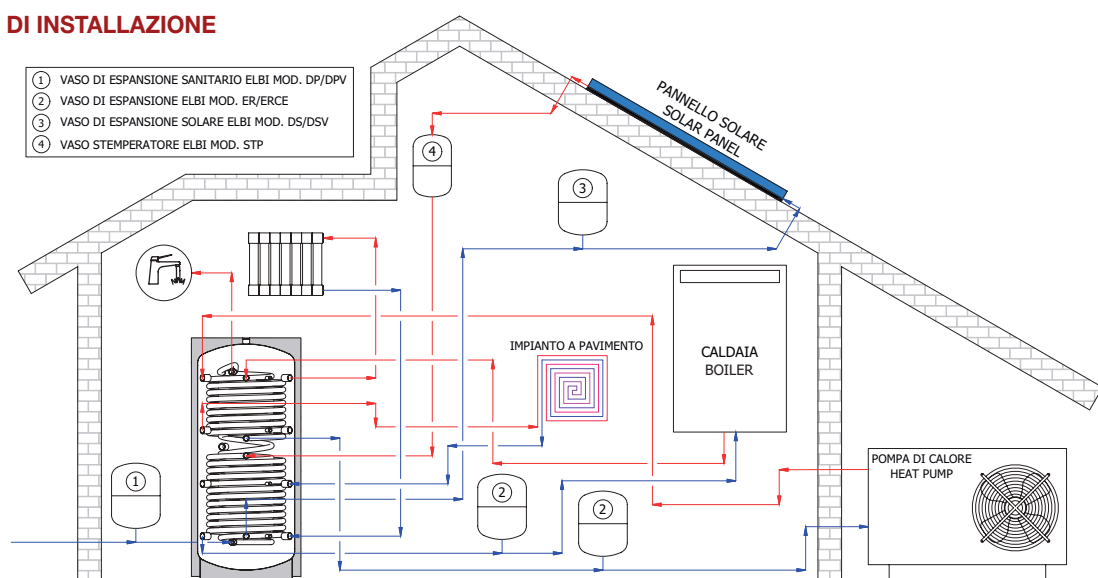 DI INSTALLAZIONE
1 VASO DI ESPANSIONE SANITARIO ELBI MOD. DP/DPV
2 VASO DI ESPANSIONE ELBI MOD. ER/ERCE
3 VASO DI ESPANSIONE SOLARE ELBI MOD. DS/DSV
4 VASO STEMPERATORE ELBI MOD. STP
PANNELLO SOLARE
SOLAR PANEL
4
3
IMPIANTO A PAVIMENTO
CALDAIA
BOILER
POMPA DI CALORE
HEAT PUMP
1
2
2